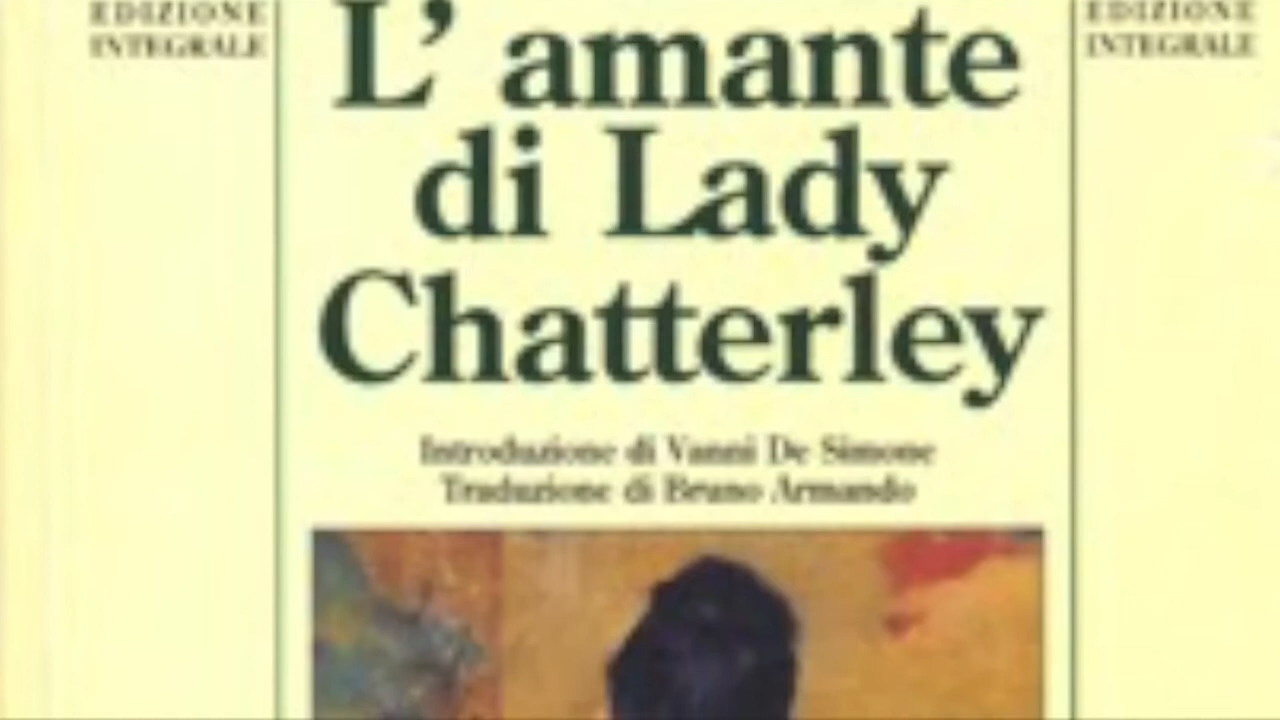 EDIZIONE
INTEGRALE
L' amante
di Lady
Chatterley
EDIZIONE
INTEGRALE
Introduzione di Vanni De Simone
Traduzione di Bruno Armando